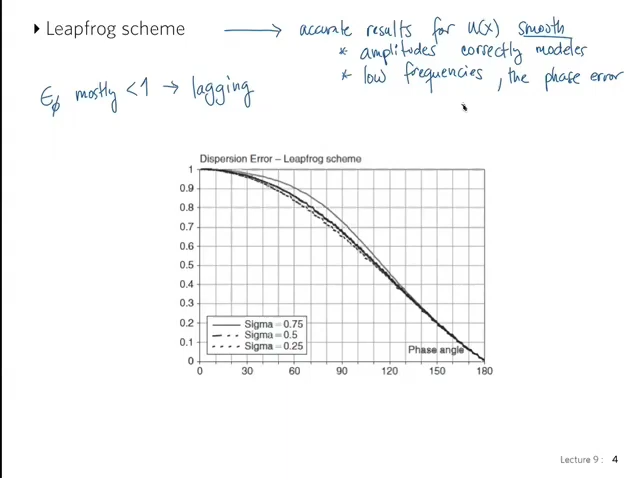 Leapfrog scheme → accurate results for u(x) smooth
* amplitudes correctly modeles
* low frequencies, the phase error
εϕ mostly <1 → lagging
Dispersion Error – Leapfrog scheme
1
0.9
0.8
0.7
0.6
0.5
0.4
0.3
0.2
0.1
0
Sigma = 0.75
Sigma = 0.5
Sigma = 0.25
Phase angle
0 30 60 90 120 150 180
Lecture 9 : 4